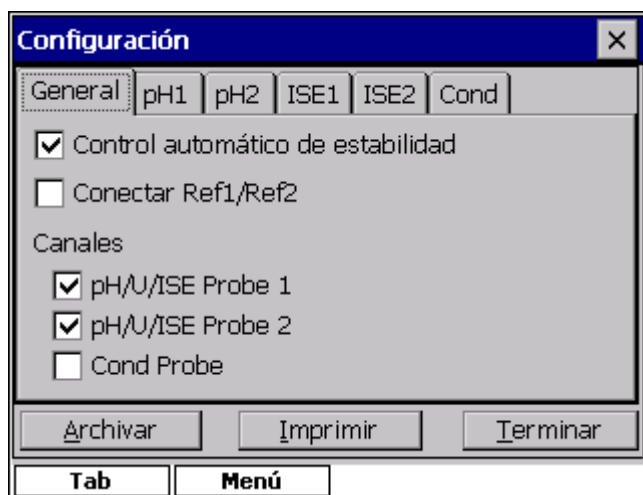 Configuración
General pH1 pH2 ISE1 ISE2 Cond
Control automático de estabilidad
Conectar Ref1/Ref2
Canales
pH/U/ISE Probe 1
pH/U/ISE Probe 2
Cond Probe
Archivar Imprimir Terminar
Tab Menú